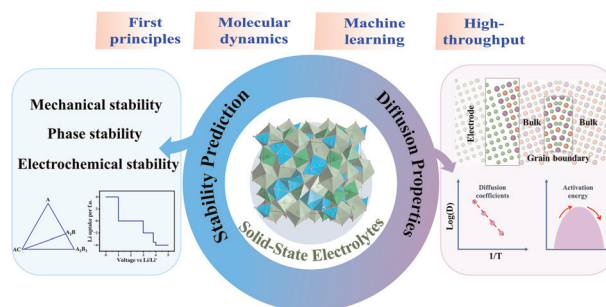 First
principles
Molecular
dynamics
Machine
learning
High-
throughput
Mechanical stability
Phase stability
Electrochemical stability
A
A₂B
AC
A₂B₂
Li uptake per f.u.
Voltage vs Li/Li⁺
Stability Prediction
Diffusion Properties
Solid-State Electrolytes
Electrode
Bulk
Bulk
Grain boundary
Diffusion
coefficients
Log(D)
1/T
Activation
energy